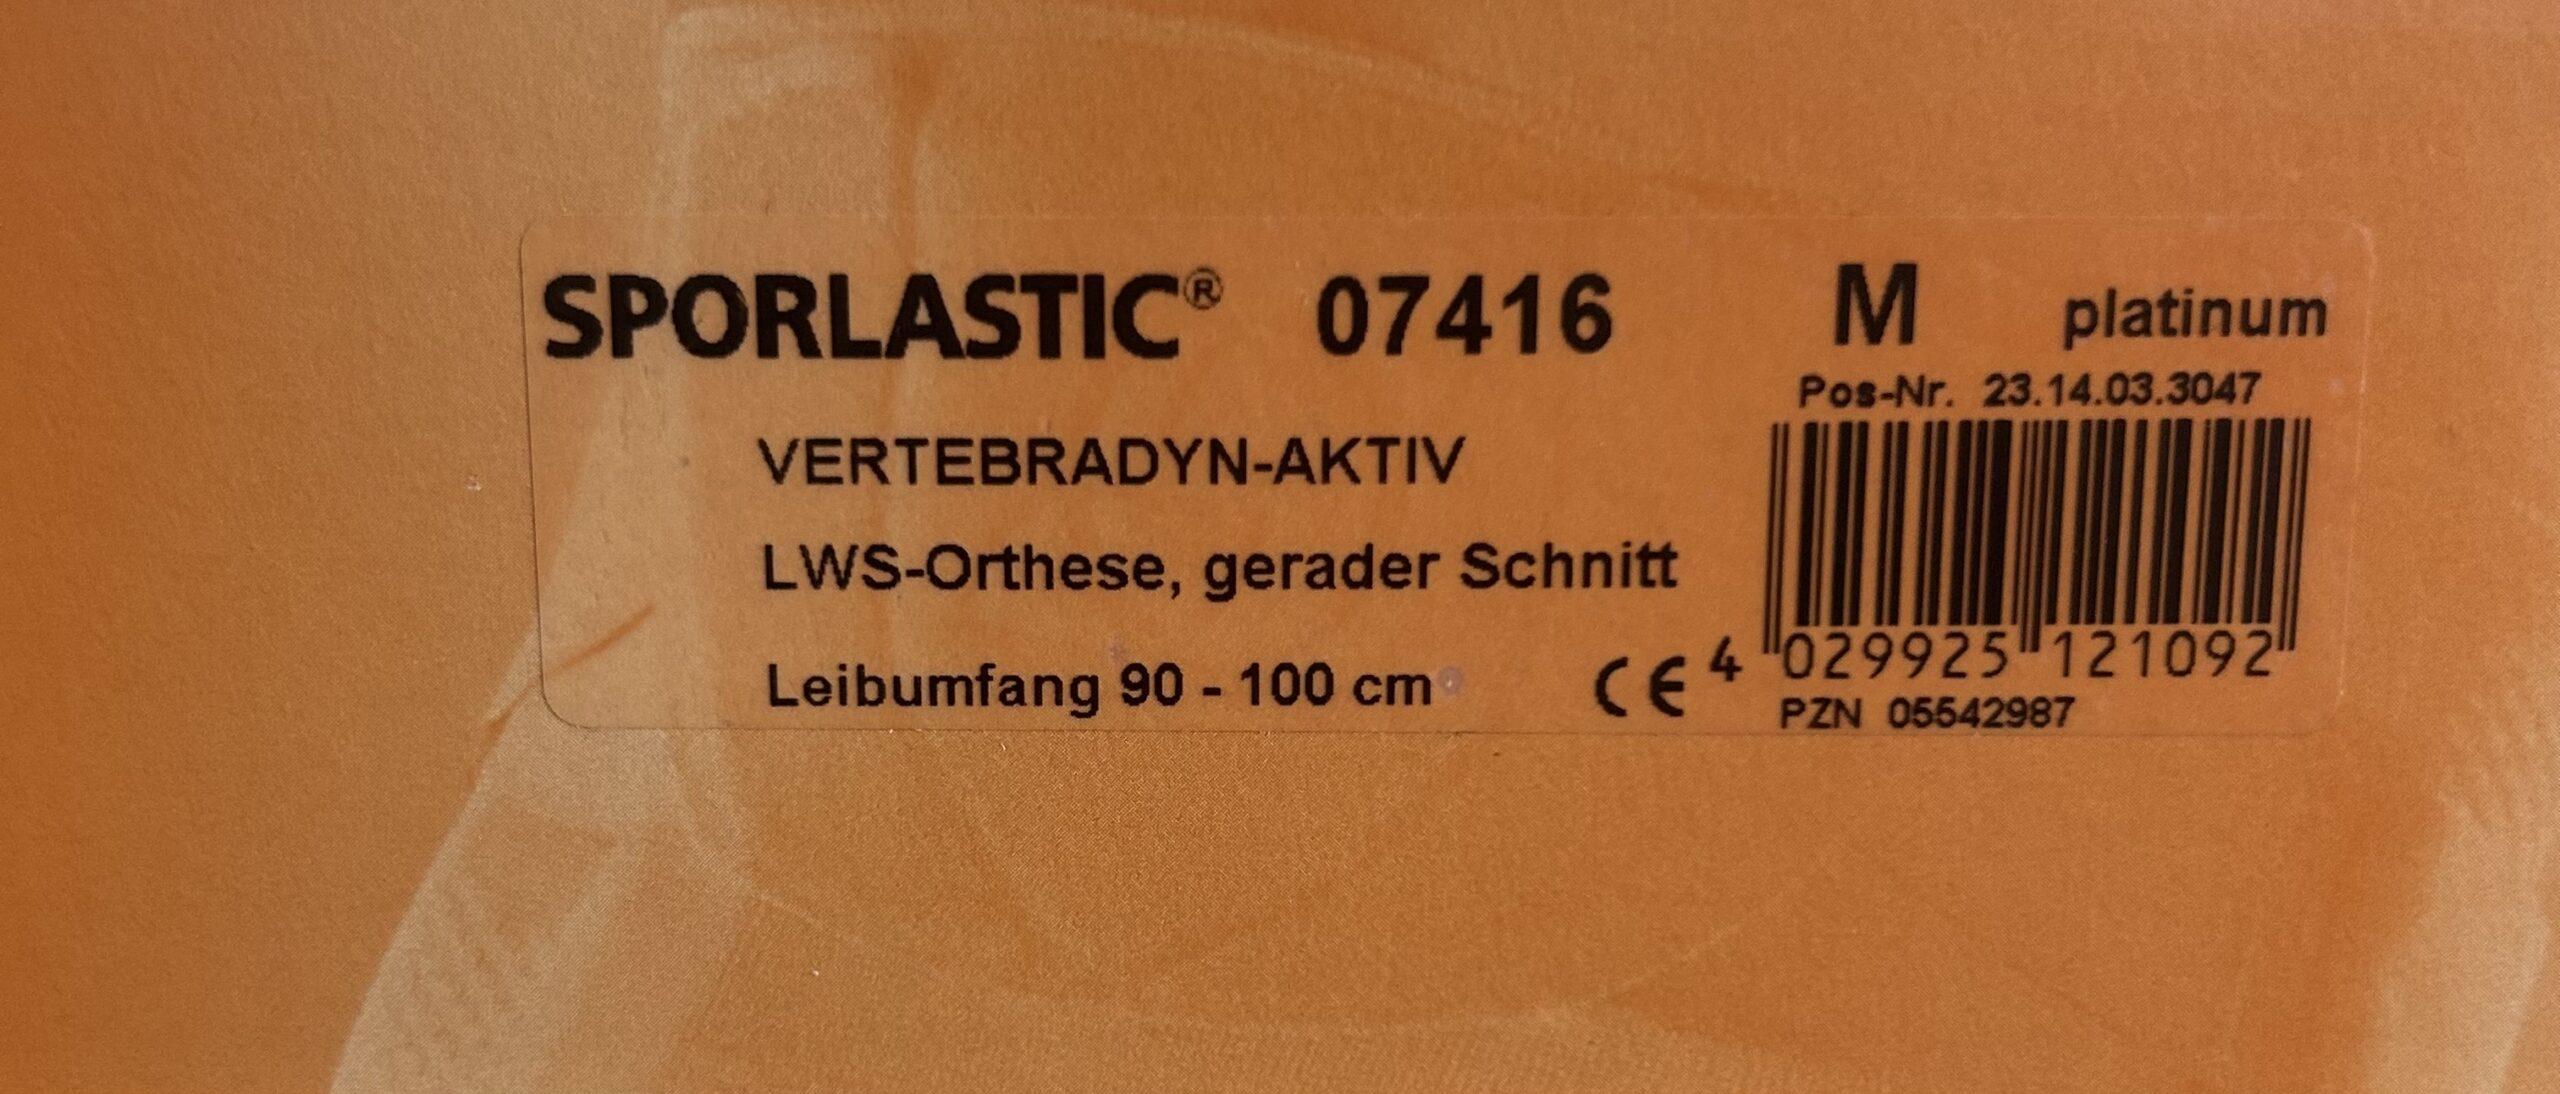 SPORLASTIC® 07416 M platinum
Pos-Nr. 23.14.03.3047
VERTEBRADYN-AKTIV
LWS-Orthese, gerader Schnitt
Leibumfang 90 - 100 cm CE 4 029925 121092
PZN 05542987